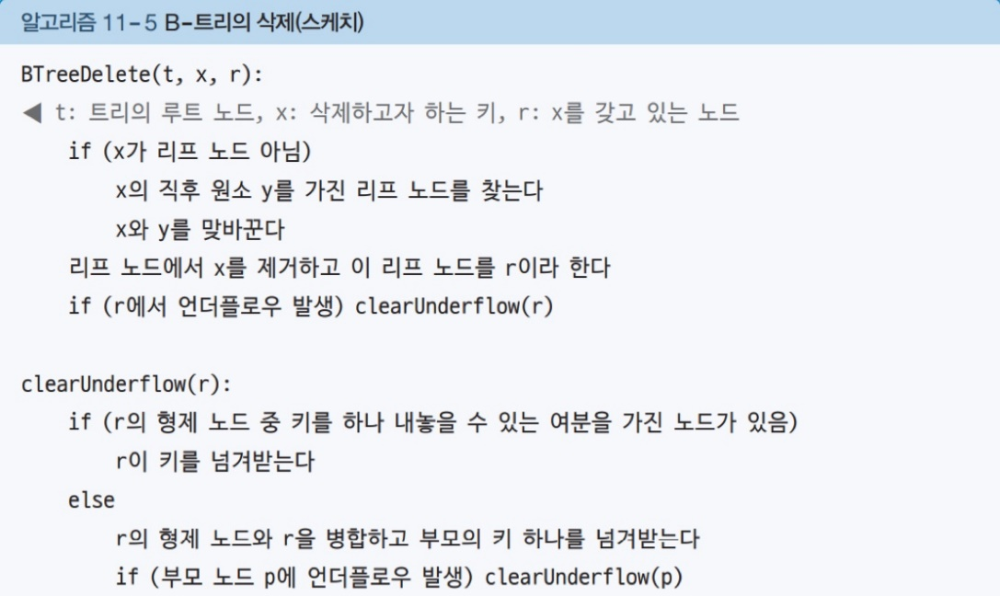 알고리즘 11-5 B-트리의 삭제(스케치)
BTreeDelete(t, x, r):
◀ t: 트리의 루트 노드, x: 삭제하고자 하는 키, r: x를 갖고 있는 노드
if (x가 리프 노드 아님)
x의 직후 원소 y를 가진 리프 노드를 찾는다
x와 y를 맞바꾼다
리프 노드에서 x를 제거하고 이 리프 노드를 r이라 한다
if (r에서 언더플로우 발생) clearUnderflow(r)
clearUnderflow(r):
if (r의 형제 노드 중 키를 하나 내놓을 수 있는 여분을 가진 노드가 있음)
r이 키를 넘겨받는다
else
r의 형제 노드와 r을 병합하고 부모의 키 하나를 넘겨받는다
if (부모 노드 p에 언더플로우 발생) clearUnderflow(p)